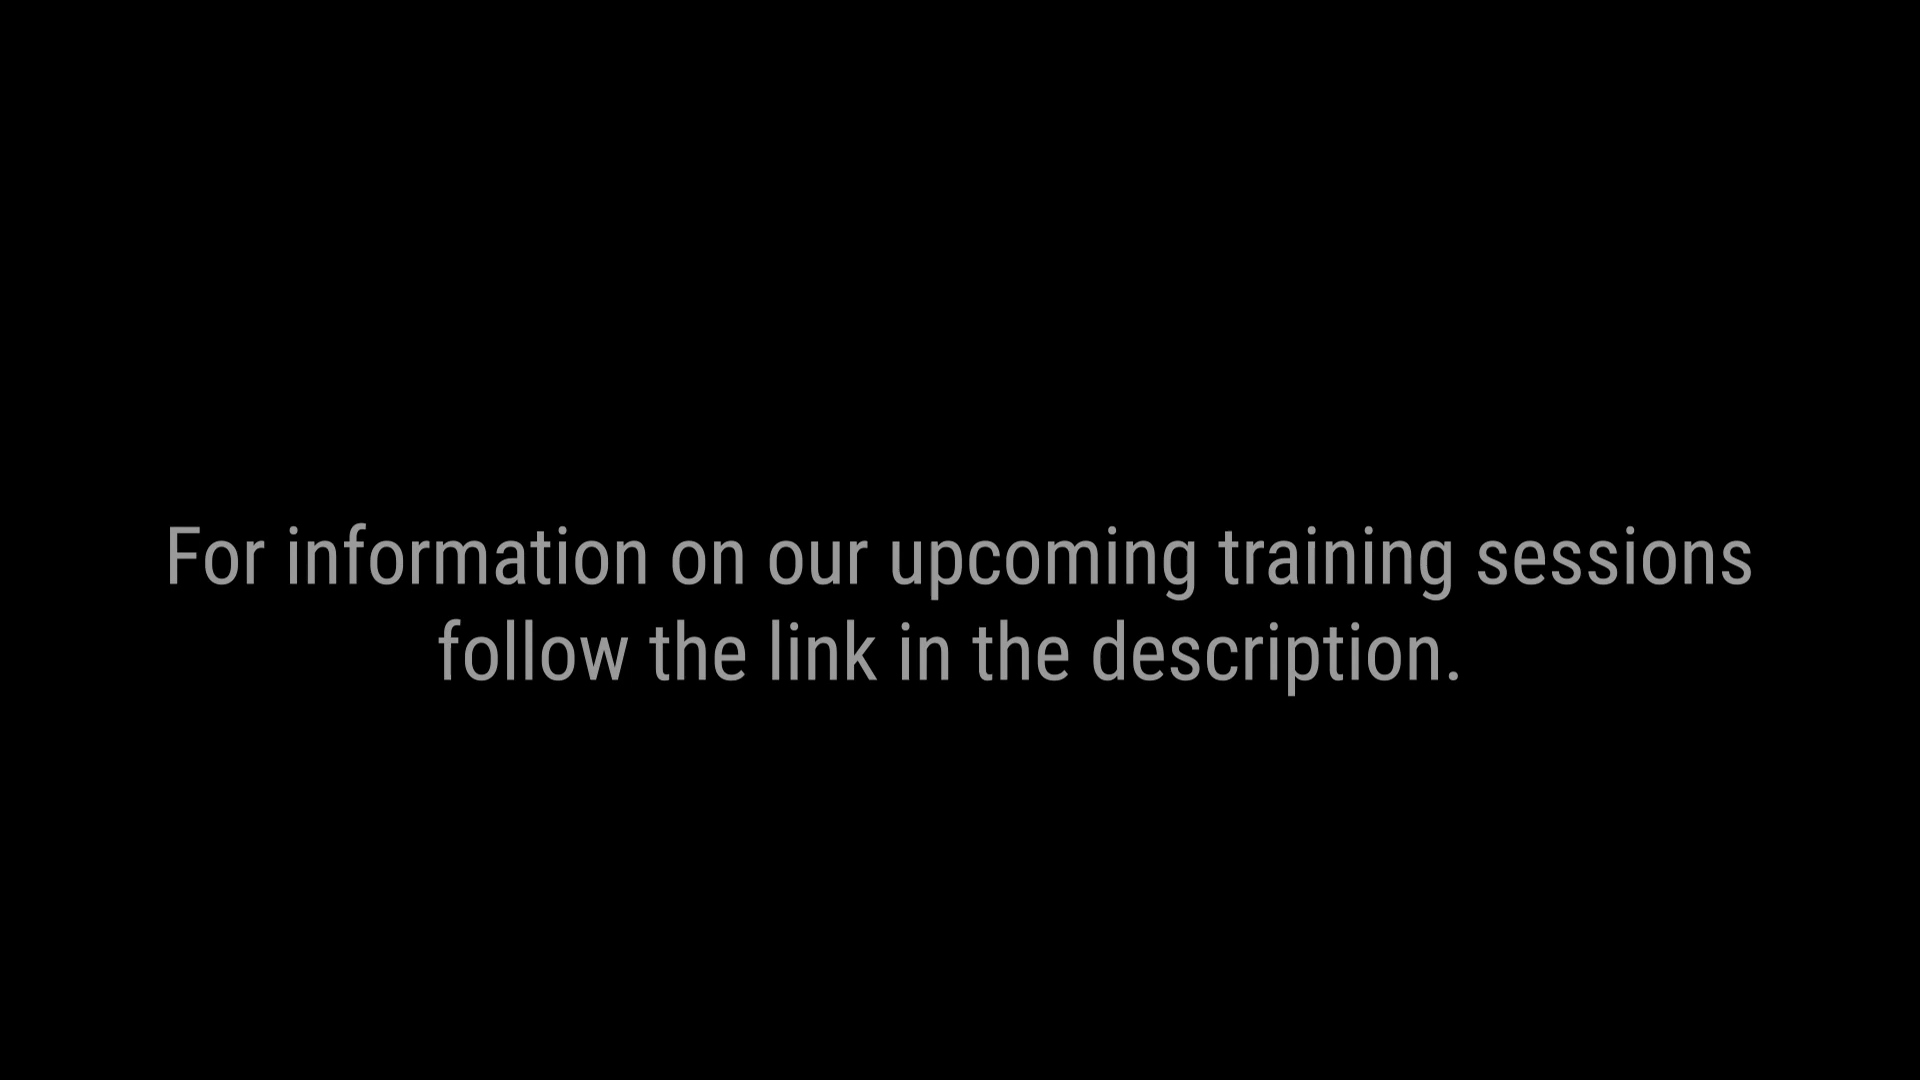 For information on our upcoming training sessions
follow the link in the description.